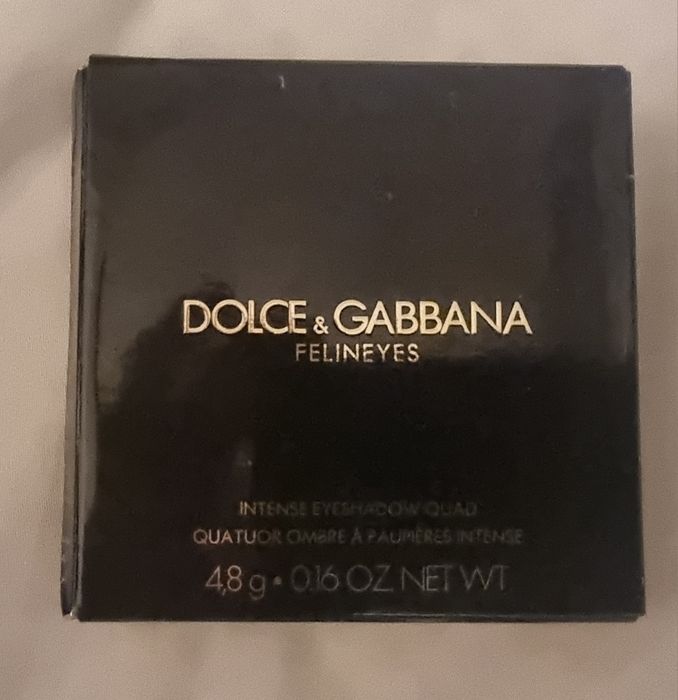 DOLCE & GABBANA
FELINEYES
INTENSE EYESHADOW QUAD
QUATUOR OMBRE À PAUPIÈRES INTENSE
4,8 g • 0.16 OZ NET WT